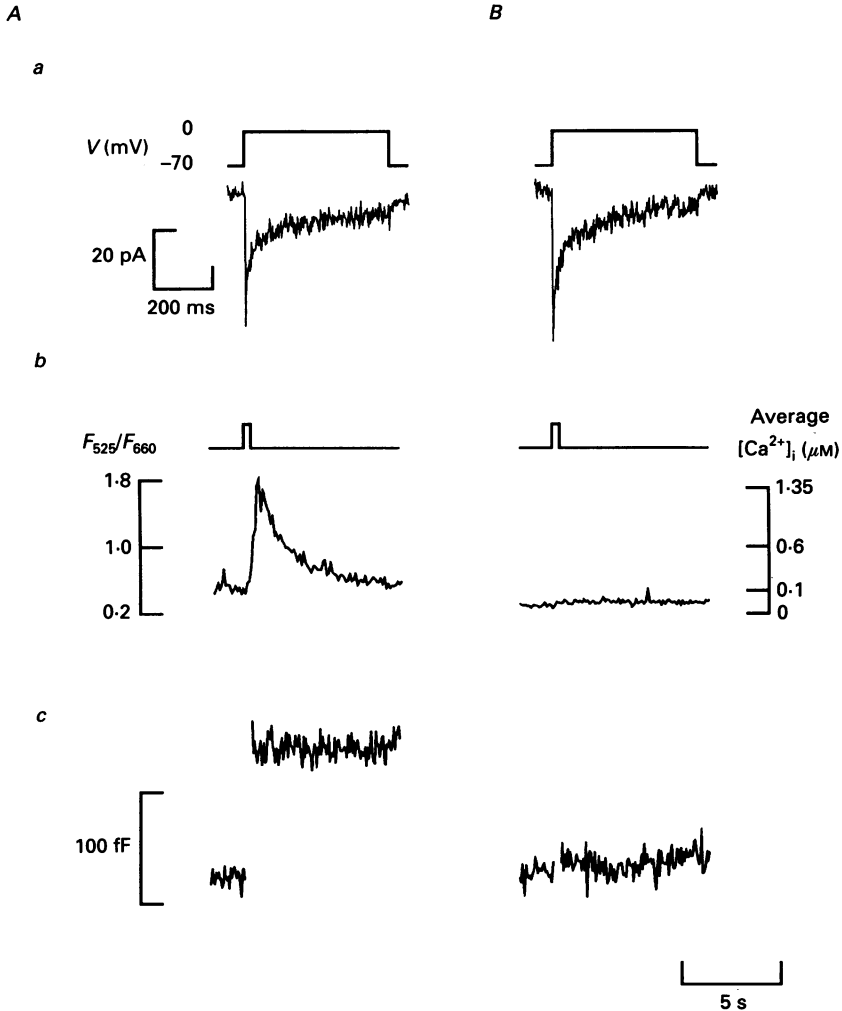 A
B
a
V (mV)
0
–70
20 pA
200 ms
b
F525/F660
1·8
1·0
0·2
Average
[Ca2+]i (μM)
1·35
0·6
0·1
0
c
100 fF
5 s